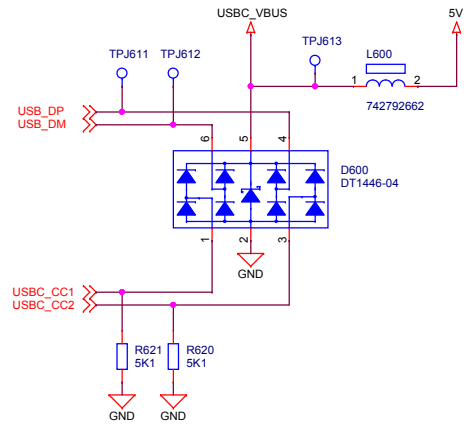 USBC_VBUS
5V
TPJ611
TPJ612
TPJ613
L600
1
2
742792662
USB_DP
USB_DM
6
5
4
D600
DT1446-04
1
2
3
GND
USBC_CC1
USBC_CC2
R621
5K1
R620
5K1
GND
GND